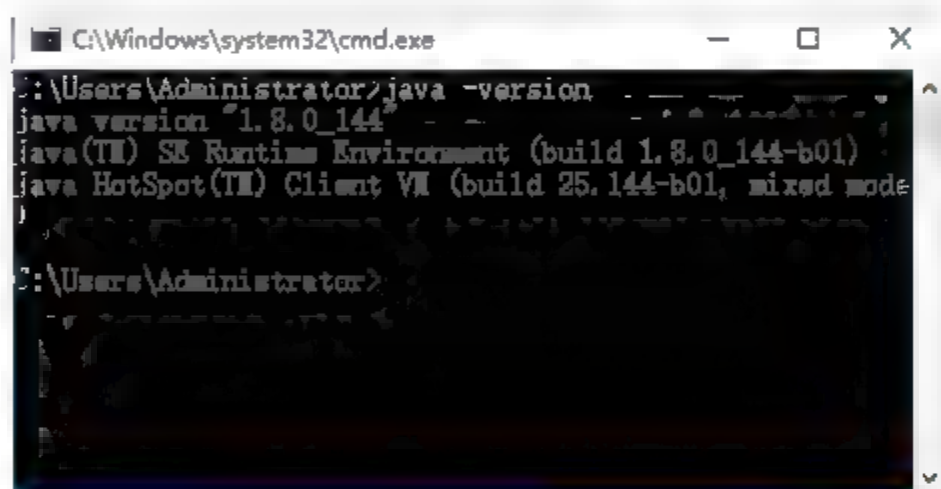 C:\Windows\system32\cmd.exe
C:\Users\Administrator>java -version
java version "1.8.0_144"
Java(TM) SE Runtime Environment (build 1.8.0_144-b01)
Java HotSpot(TM) Client VM (build 25.144-b01, mixed mode
)
C:\Users\Administrator>